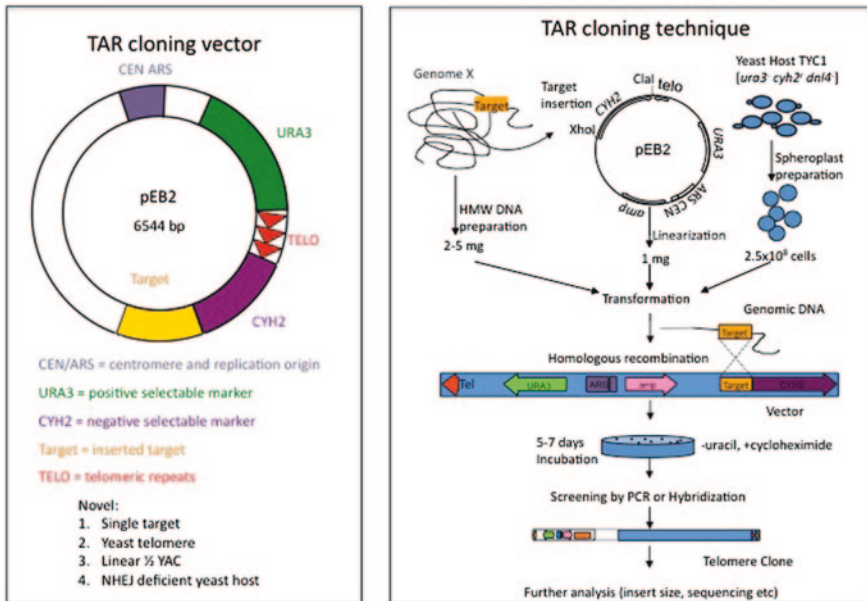 TAR cloning vector
CEN ARS
URA3
pEB2
6544 bp
TELO
Target
CYH2
CEN/ARS = centromere and replication origin
URA3 = positive selectable marker
CYH2 = negative selectable marker
Target = inserted target
TELO = telomeric repeats
Novel:
1. Single target
2. Yeast telomere
3. Linear ½ YAC
4. NHEJ deficient yeast host
TAR cloning technique
Genome X
Target
Target
insertion
ClaI
telo
CYH2
XhoI
pEB2
URA3
ARS CEN
amp
Yeast Host TYC1
[ura3⁻ cyh2ʳ dnl4⁻]
Spheroplast
preparation
HMW DNA
preparation
2-5 mg
Linearization
1 mg
2.5x10⁸ cells
Transformation
Genomic DNA
Target
Homologous recombination
Tel
URA3
ARS
amp
Target
CYH2
Vector
5-7 days
Incubation
-uracil, +cycloheximide
Screening by PCR or Hybridization
Telomere Clone
Further analysis (insert size, sequencing etc)